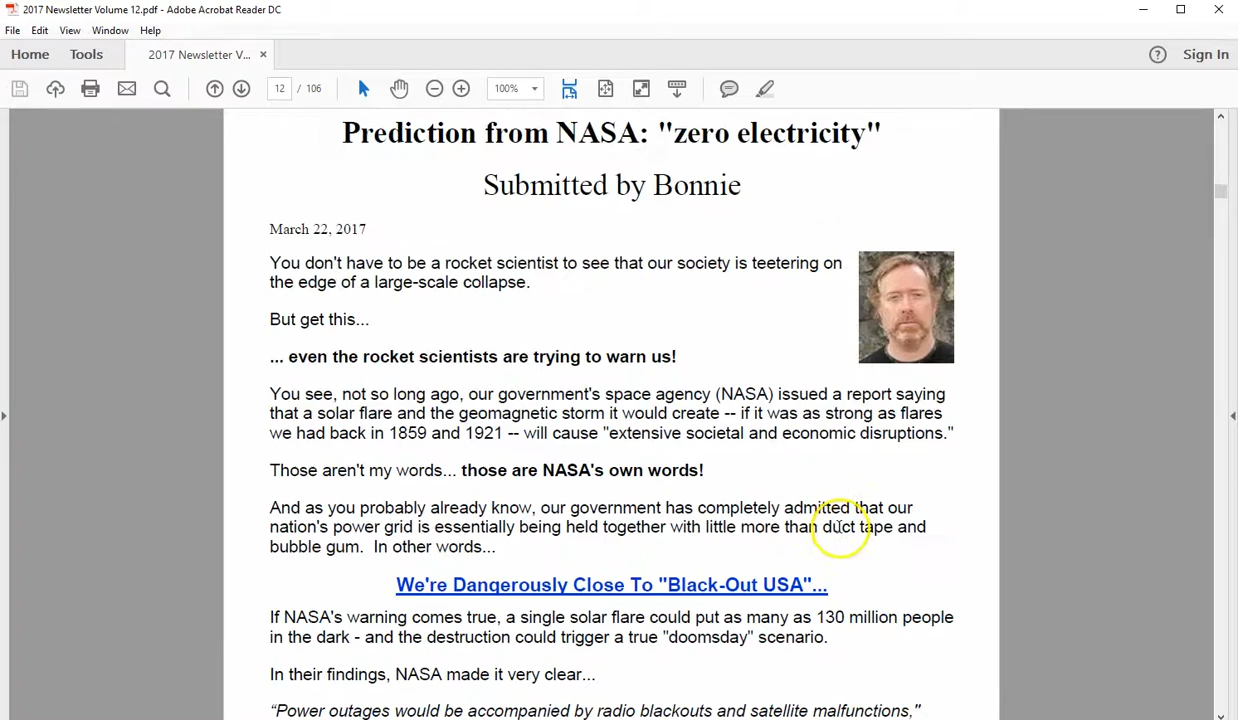 2017 Newsletter Volume 12.pdf - Adobe Acrobat Reader DC
File Edit View Window Help
Home Tools 2017 Newsletter V... × ? Sign In
12 / 106 100%
Prediction from NASA: "zero electricity"
Submitted by Bonnie
March 22, 2017
You don't have to be a rocket scientist to see that our society is teetering on
the edge of a large-scale collapse.
But get this...
... even the rocket scientists are trying to warn us!
You see, not so long ago, our government's space agency (NASA) issued a report saying
that a solar flare and the geomagnetic storm it would create -- if it was as strong as flares
we had back in 1859 and 1921 -- will cause "extensive societal and economic disruptions."
Those aren't my words... those are NASA's own words!
And as you probably already know, our government has completely admitted that our
nation's power grid is essentially being held together with little more than duct tape and
bubble gum. In other words...
We're Dangerously Close To "Black-Out USA"...
If NASA's warning comes true, a single solar flare could put as many as 130 million people
in the dark - and the destruction could trigger a true "doomsday" scenario.
In their findings, NASA made it very clear...
“Power outages would be accompanied by radio blackouts and satellite malfunctions,"